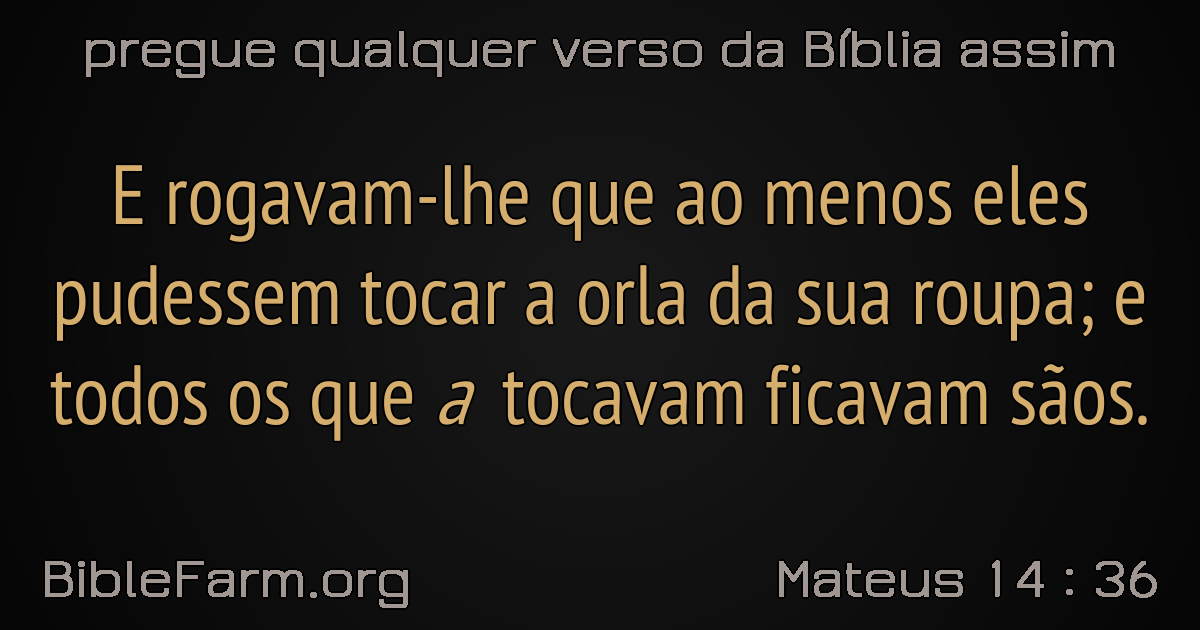 pregue qualquer verso da Bíblia assim
E rogavam-lhe que ao menos eles
pudessem tocar a orla da sua roupa; e
todos os que a tocavam ficavam sãos.
BibleFarm.org
Mateus 14 : 36